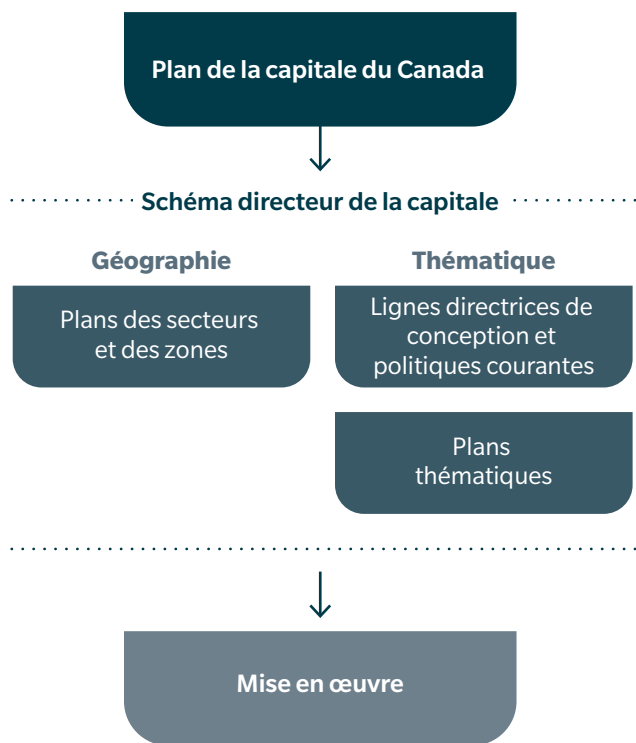 Plan de la capitale du Canada
Schéma directeur de la capitale
Géographie
Plans des secteurs
et des zones
Thématique
Lignes directrices de
conception et
politiques courantes
Plans
thématiques
Mise en œuvre